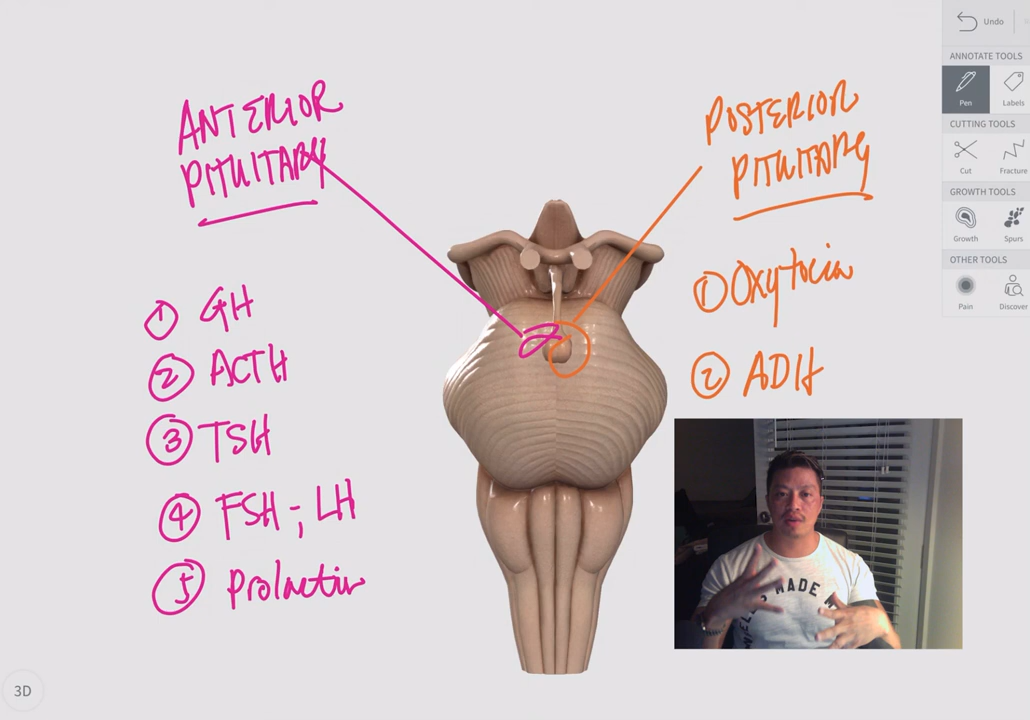 ANTERIOR
PITUITARY
① GH
② ACTH
③ TSH
④ FSH - ; LH
⑤ Prolactin
POSTERIOR
PITUITARY
① Oxytocin
② ADH
Undo
ANNOTATE TOOLS
Pen
Labels
CUTTING TOOLS
Cut
Fracture
GROWTH TOOLS
Growth
Spurs
OTHER TOOLS
Pain
Discover
MADE
3D